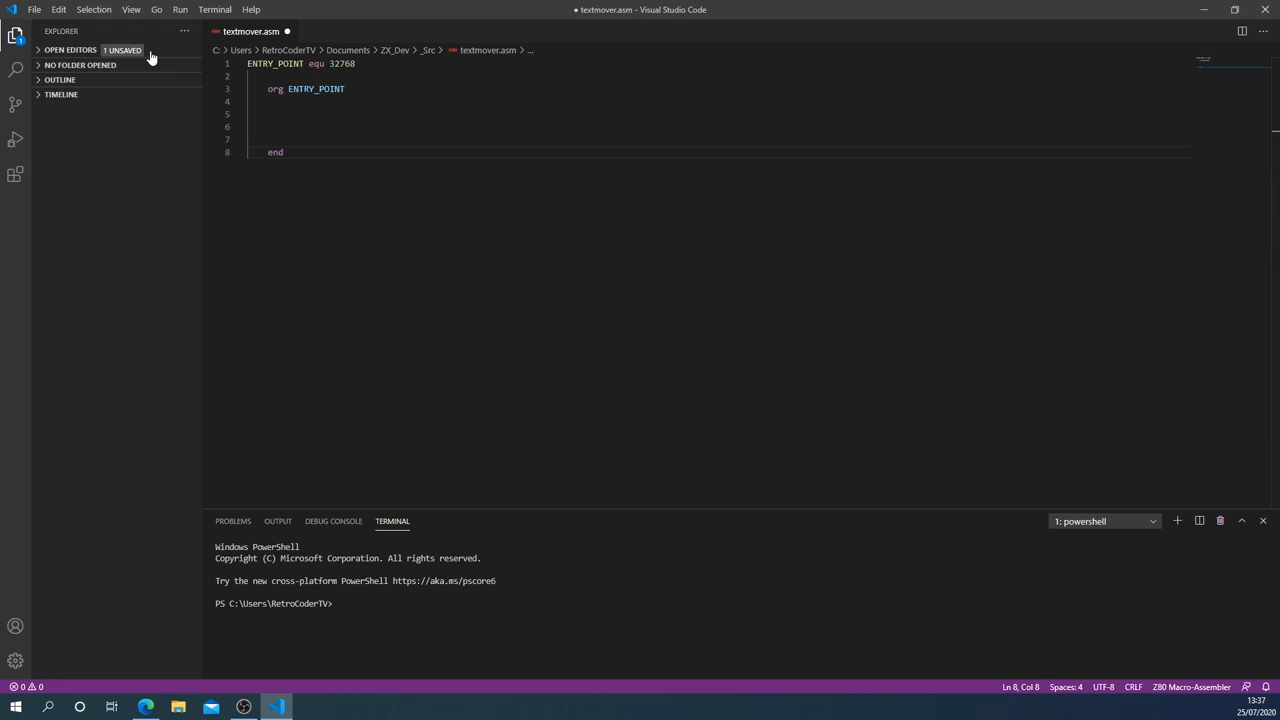 File Edit Selection View Go Run Terminal Help
● textmover.asm - Visual Studio Code
EXPLORER
OPEN EDITORS 1 UNSAVED
NO FOLDER OPENED
OUTLINE
TIMELINE
1
textmover.asm
C: > Users > RetroCoderTV > Documents > ZX_Dev > _Src > textmover.asm > ...
1 ENTRY_POINT equ 32768
2
3 org ENTRY_POINT
4
5
6
7
8 end
PROBLEMS OUTPUT DEBUG CONSOLE TERMINAL
1: powershell
Windows PowerShell
Copyright (C) Microsoft Corporation. All rights reserved.
Try the new cross-platform PowerShell https://aka.ms/pscore6
PS C:\Users\RetroCoderTV>
0 0
Ln 8, Col 8 Spaces: 4 UTF-8 CRLF Z80 Macro-Assembler
13:37
25/07/2020